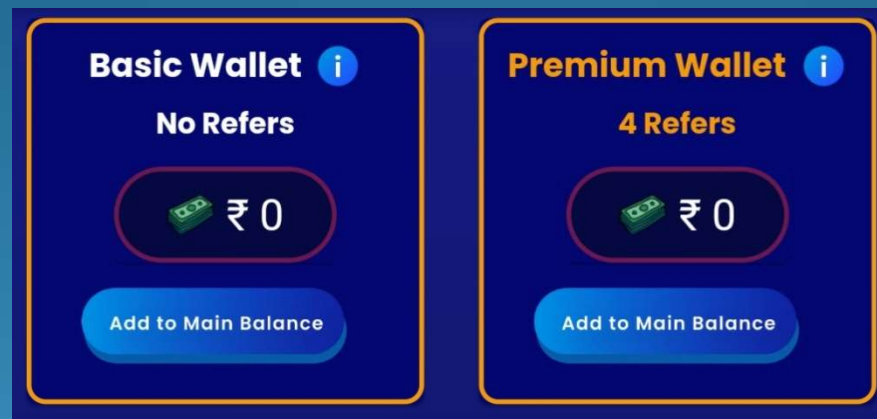 Basic Wallet i
No Refers
₹ 0
Add to Main Balance
Premium Wallet i
4 Refers
₹ 0
Add to Main Balance